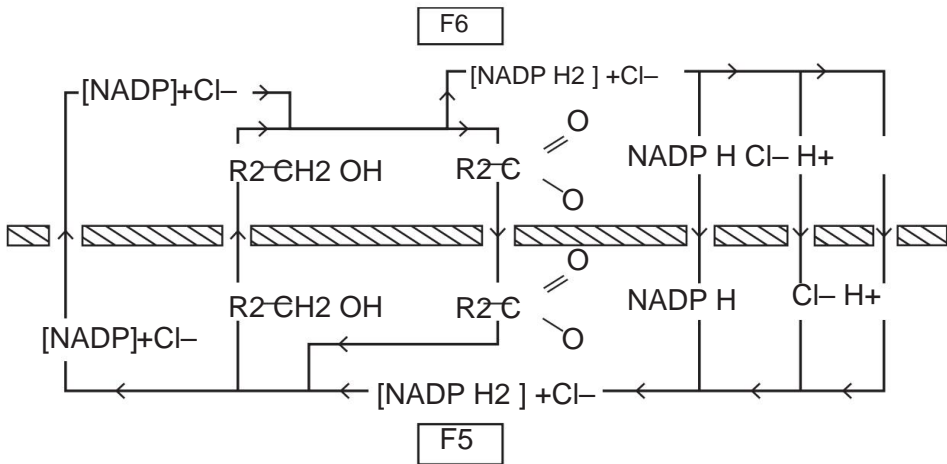 F6
[NADP]+Cl–
[NADP H2 ] +Cl–
R2 CH2 OH
R2 C
O
O
NADP H Cl– H+
R2 CH2 OH
R2 C
O
O
NADP H
Cl– H+
[NADP]+Cl–
[NADP H2 ] +Cl–
F5